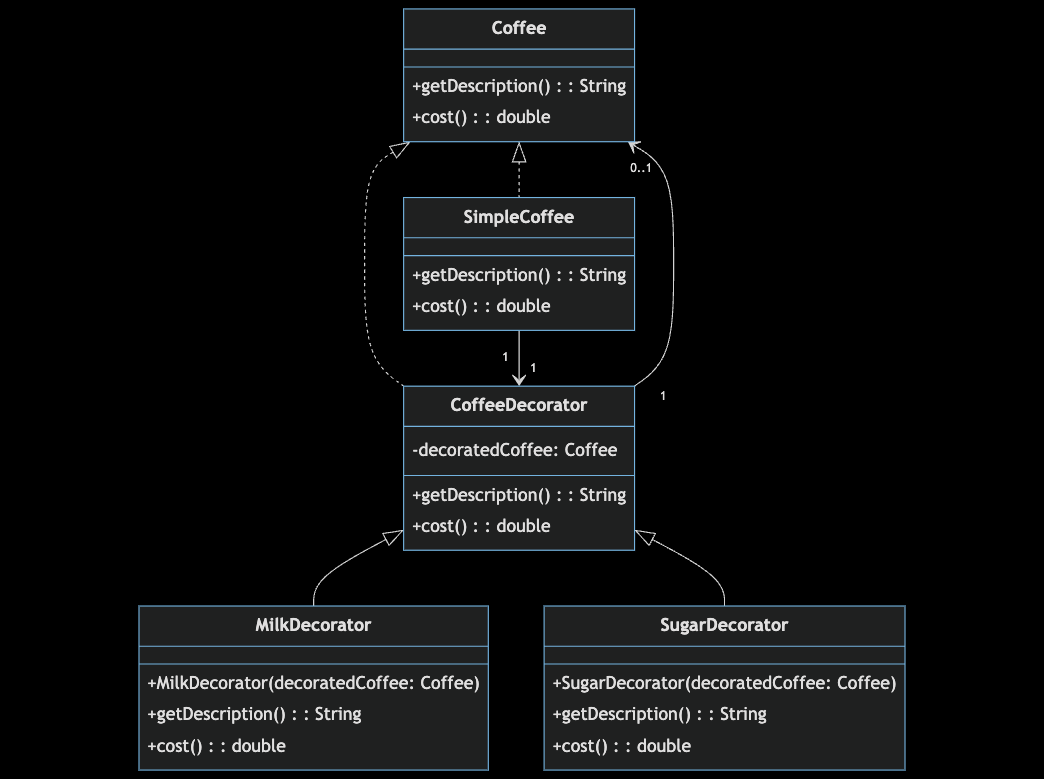 Coffee
+getDescription() : : String
+cost() : : double
0..1
SimpleCoffee
+getDescription() : : String
+cost() : : double
1
1
CoffeeDecorator
1
-decoratedCoffee: Coffee
+getDescription() : : String
+cost() : : double
MilkDecorator
+MilkDecorator(decoratedCoffee: Coffee)
+getDescription() : : String
+cost() : : double
SugarDecorator
+SugarDecorator(decoratedCoffee: Coffee)
+getDescription() : : String
+cost() : : double